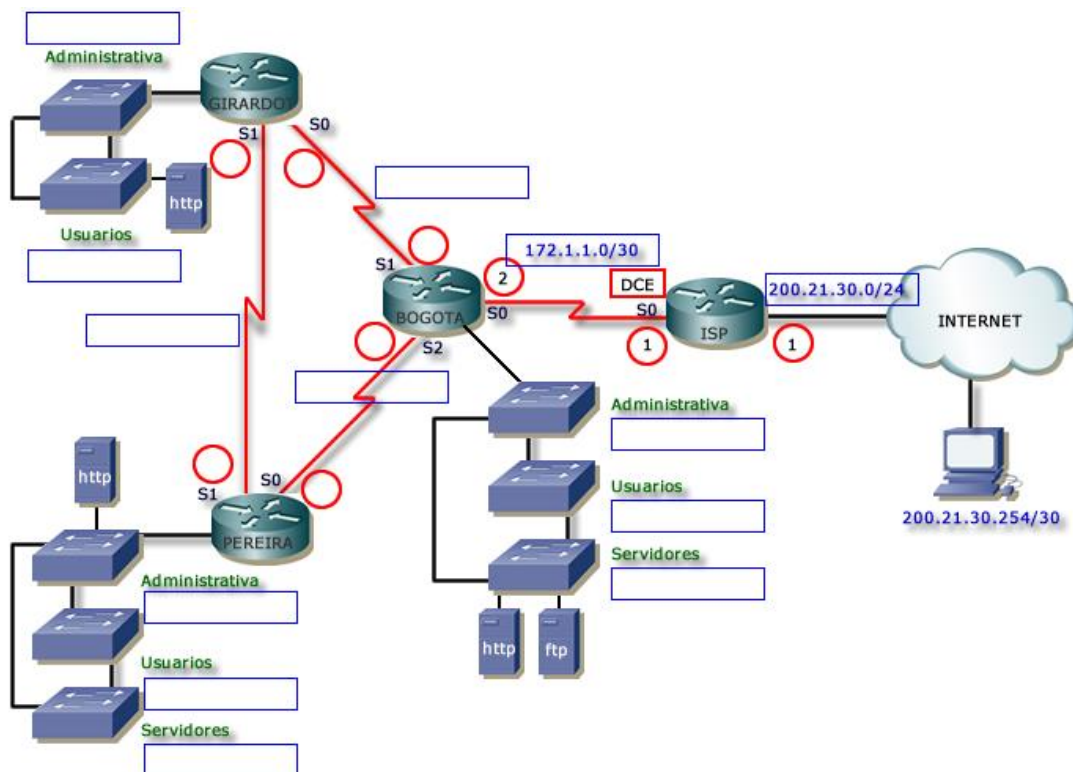 Administrativa
GIRARDOT
S1
S0
http
Usuarios
S1
BOGOTA
S2
2
S0
172.1.1.0/30
DCE
S0
1
ISP
200.21.30.0/24
1
INTERNET
200.21.30.254/30
Administrativa
Usuarios
Servidores
http
ftp
http
S1
S0
PEREIRA
Administrativa
Usuarios
Servidores